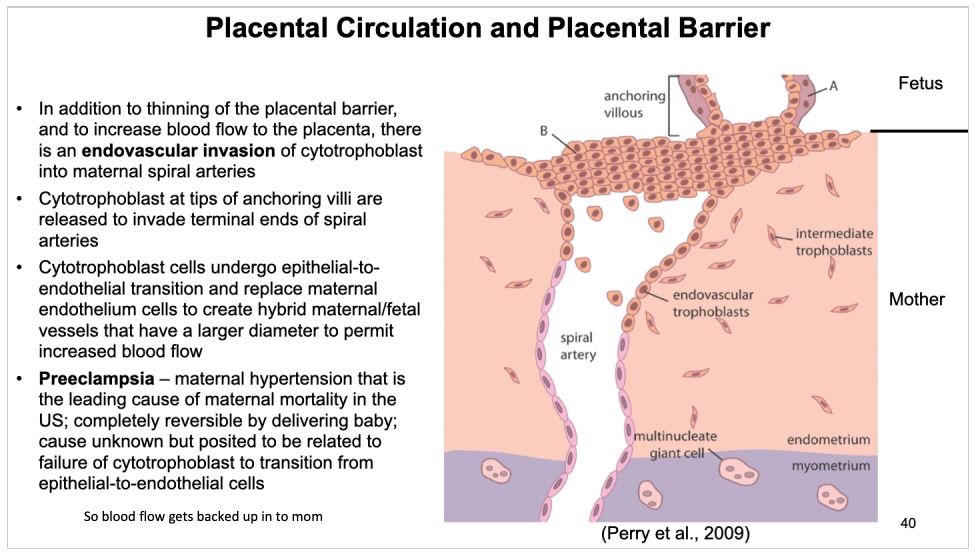 Placental Circulation and Placental Barrier
• In addition to thinning of the placental barrier,
and to increase blood flow to the placenta, there
is an endovascular invasion of cytotrophoblast
into maternal spiral arteries
• Cytotrophoblast at tips of anchoring villi are
released to invade terminal ends of spiral
arteries
• Cytotrophoblast cells undergo epithelial-to-
endothelial transition and replace maternal
endothelium cells to create hybrid maternal/fetal
vessels that have a larger diameter to permit
increased blood flow
• Preeclampsia – maternal hypertension that is
the leading cause of maternal mortality in the
US; completely reversible by delivering baby;
cause unknown but posited to be related to
failure of cytotrophoblast to transition from
epithelial-to-endothelial cells
So blood flow gets backed up in to mom
anchoring
villous
A
B
Fetus
intermediate
trophoblasts
Mother
endovascular
trophoblasts
spiral
artery
multinucleate
giant cell
endometrium
myometrium
(Perry et al., 2009)
40